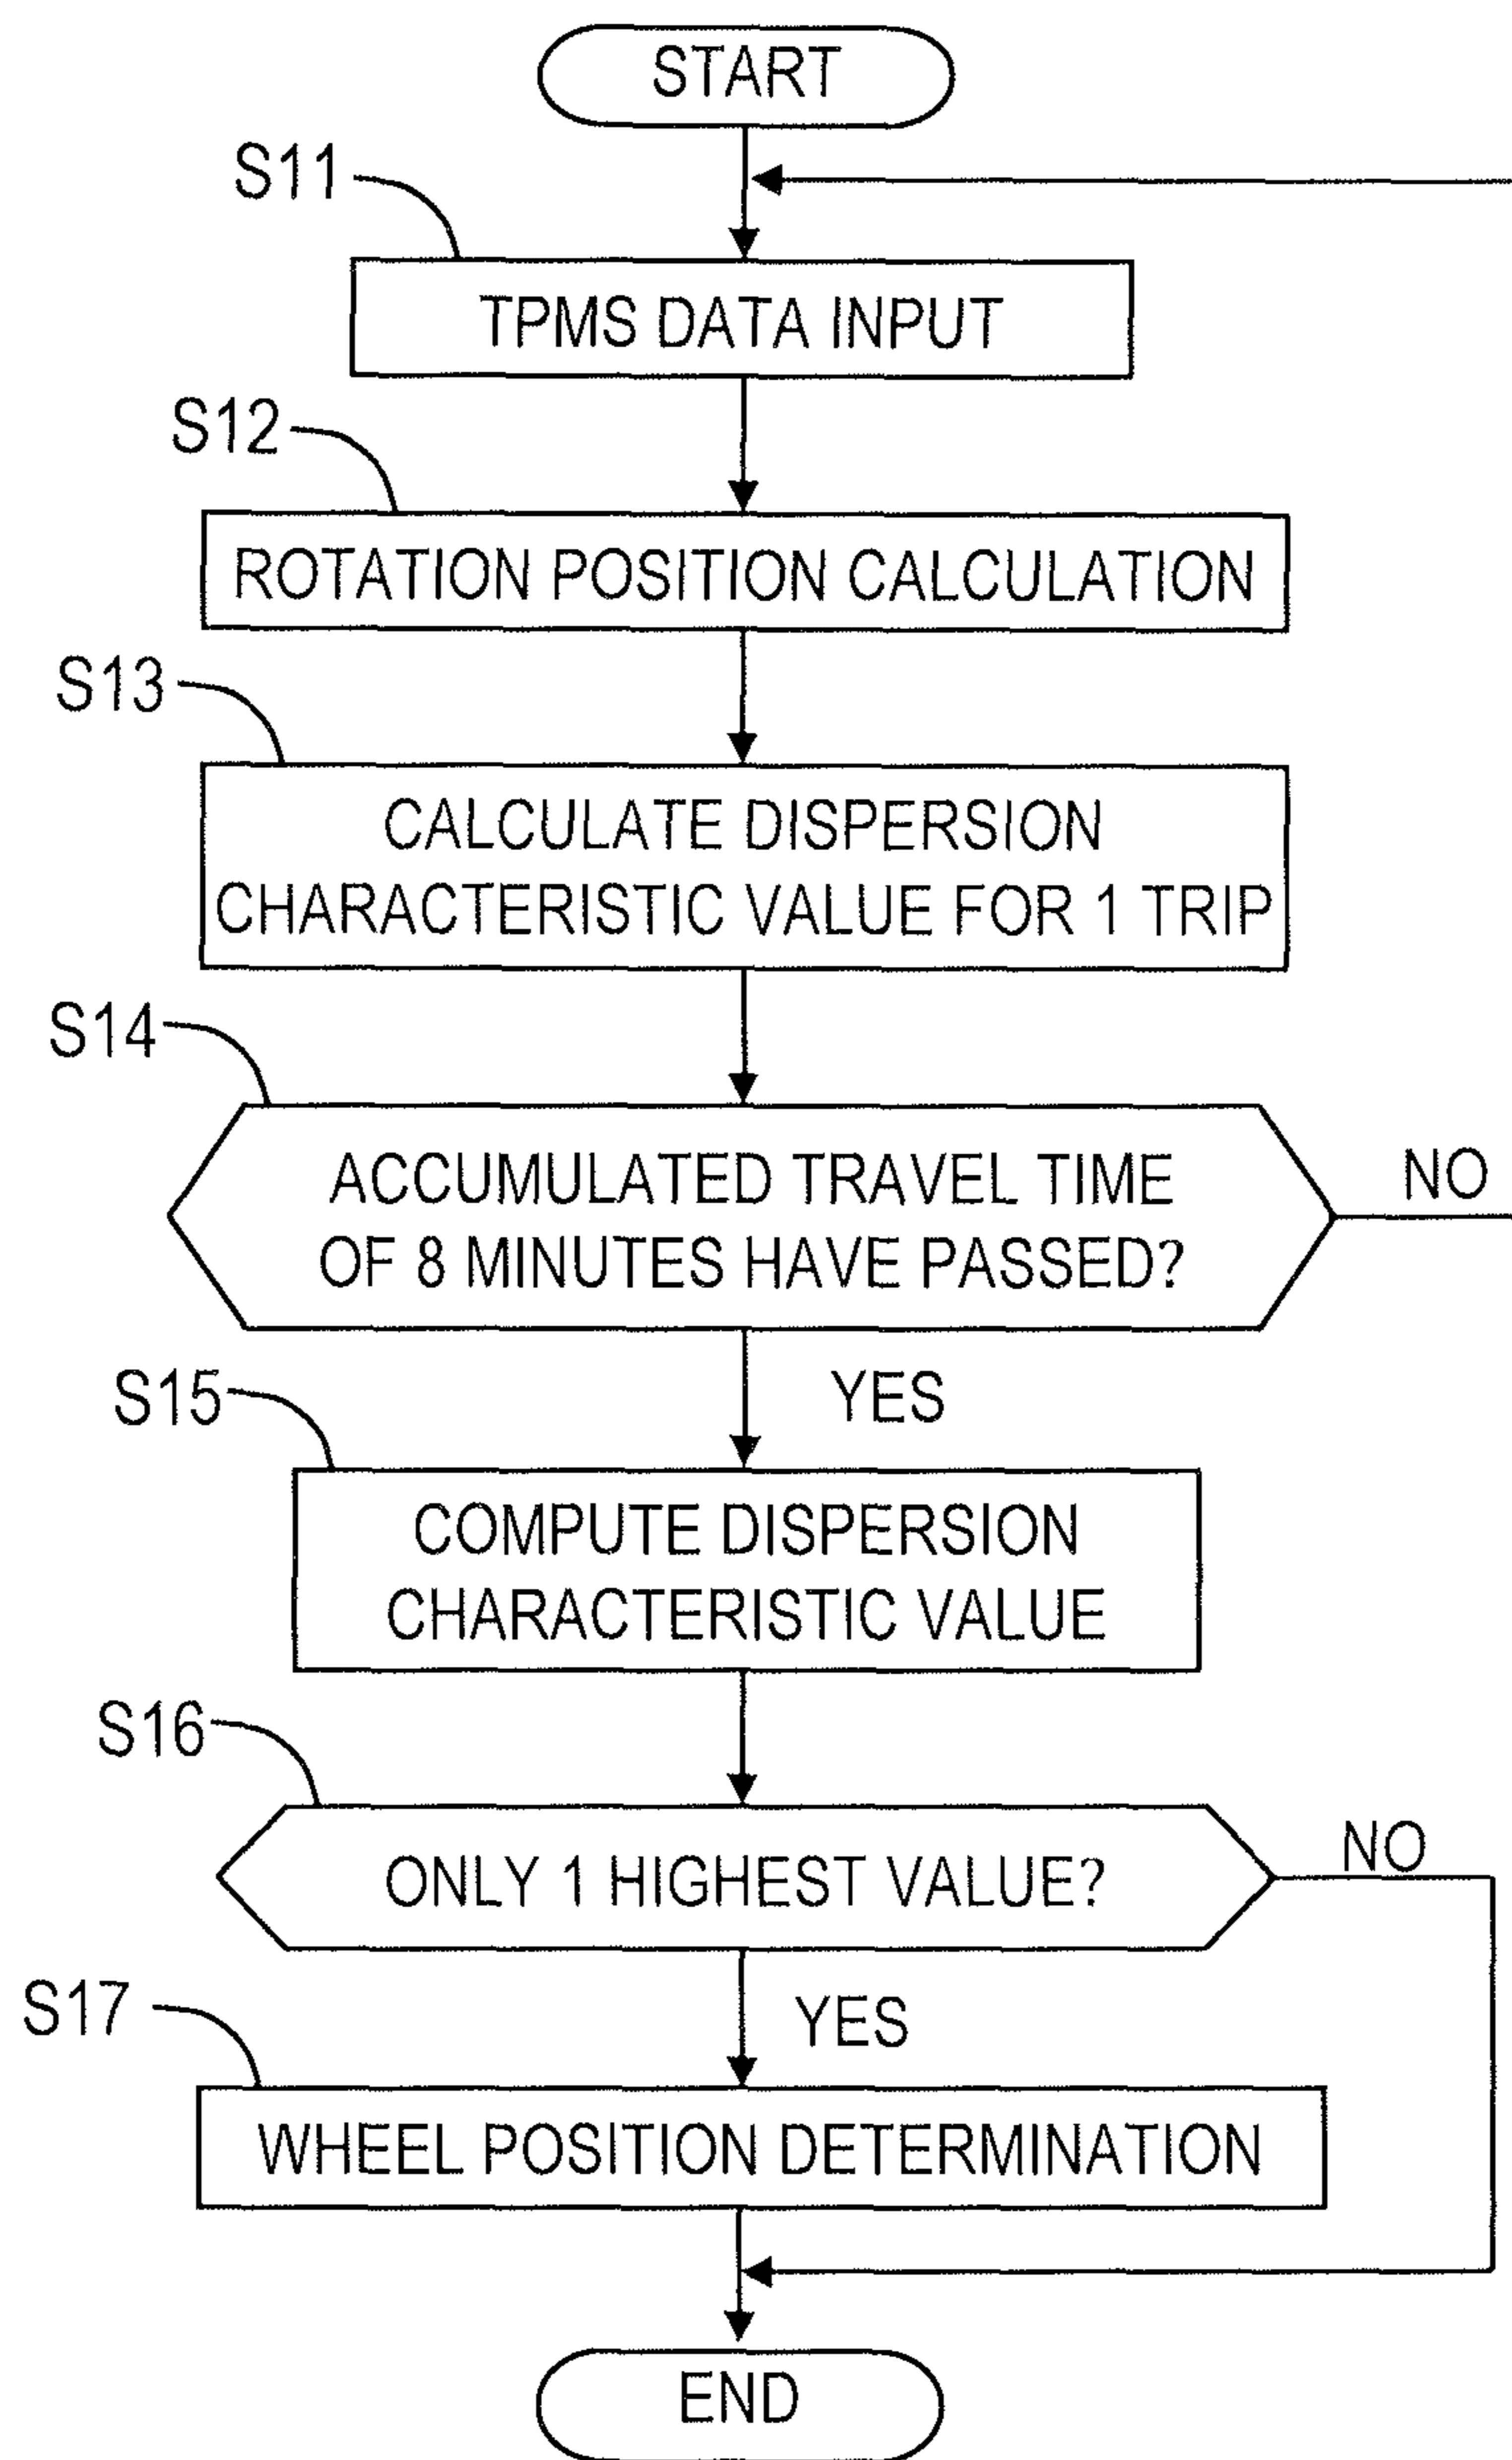 START
S11
TPMS DATA INPUT
S12
ROTATION POSITION CALCULATION
S13
CALCULATE DISPERSION
CHARACTERISTIC VALUE FOR 1 TRIP
S14
ACCUMULATED TRAVEL TIME
OF 8 MINUTES HAVE PASSED?
NO
YES
S15
COMPUTE DISPERSION
CHARACTERISTIC VALUE
S16
ONLY 1 HIGHEST VALUE?
NO
YES
S17
WHEEL POSITION DETERMINATION
END